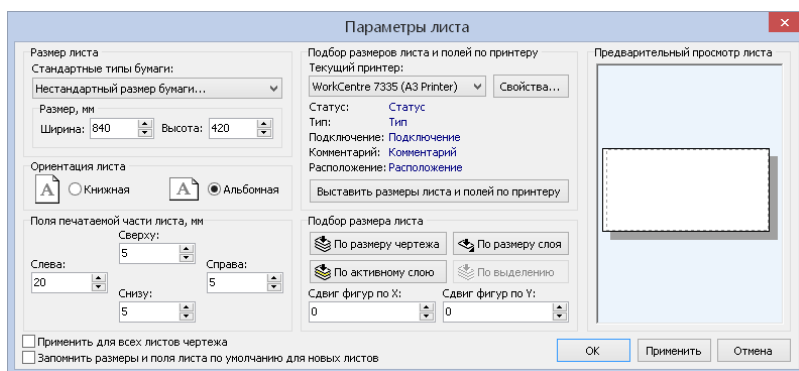 Параметры листа
Размер листа
Стандартные типы бумаги:
Нестандартный размер бумаги...
Размер, мм
Ширина: 840 Высота: 420
Ориентация листа
A Книжная A Альбомная
Поля печатаемой части листа, мм
Сверху:
5
Слева:
20
Справа:
5
Снизу:
5
Применить для всех листов чертежа
Запомнить размеры и поля листа по умолчанию для новых листов
Подбор размеров листа и полей по принтеру
Текущий принтер:
WorkCentre 7335 (A3 Printer) Свойства...
Статус: Статус
Тип: Тип
Подключение: Подключение
Комментарий: Комментарий
Расположение: Расположение
Выставить размеры листа и полей по принтеру
Подбор размера листа
По размеру чертежа По размеру слоя
По активному слою По выделению
Сдвиг фигур по X: Сдвиг фигур по Y:
0 0
Предварительный просмотр листа
OK Применить Отмена